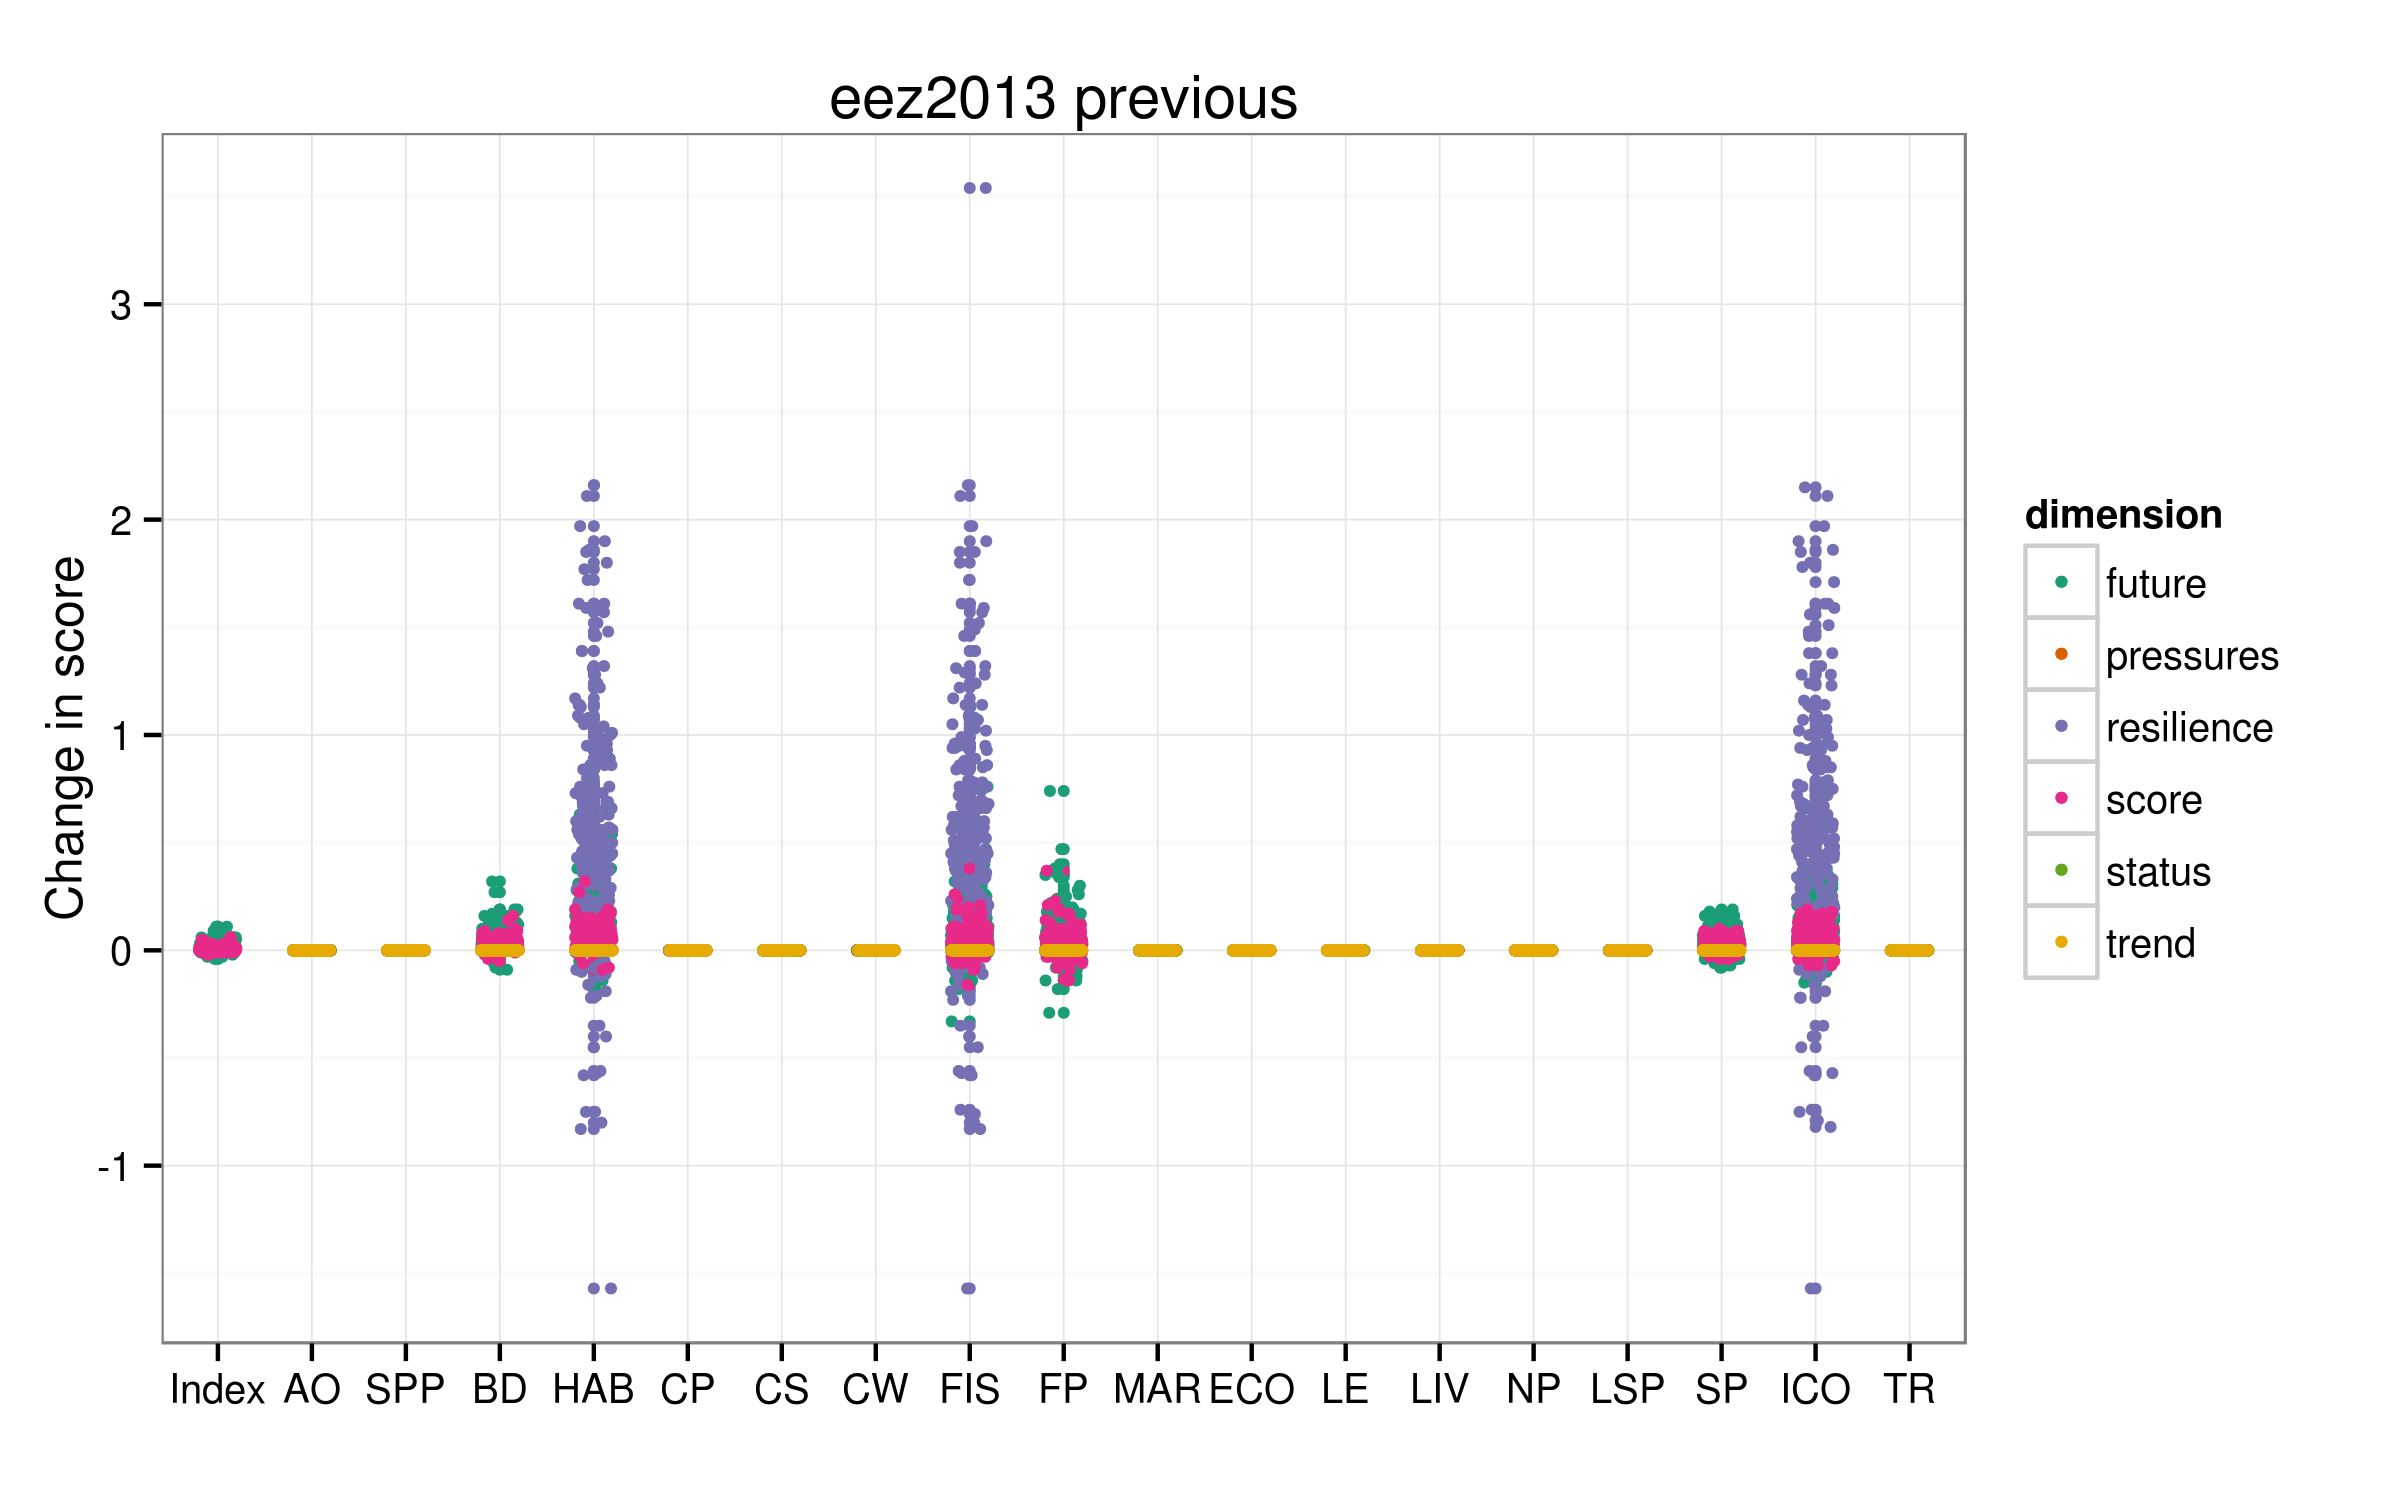 eez2013 previous
Change in score
3
2
1
0
-1
Index AO SPP BD HAB CP CS CW FIS FP MAR ECO LE LIV NP LSP SP ICO TR
dimension
future
pressures
resilience
score
status
trend